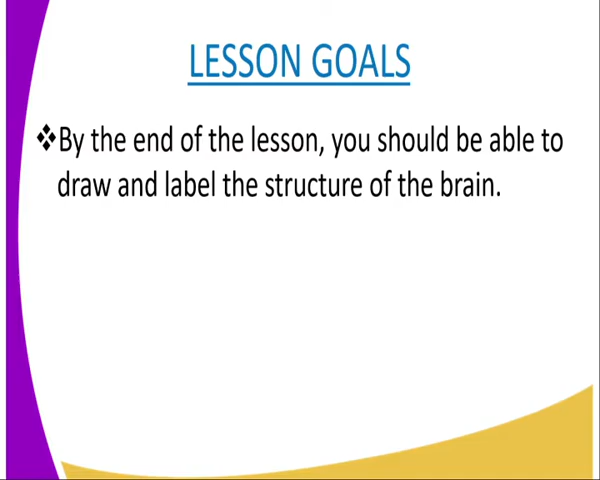 LESSON GOALS
❖By the end of the lesson, you should be able to
draw and label the structure of the brain.